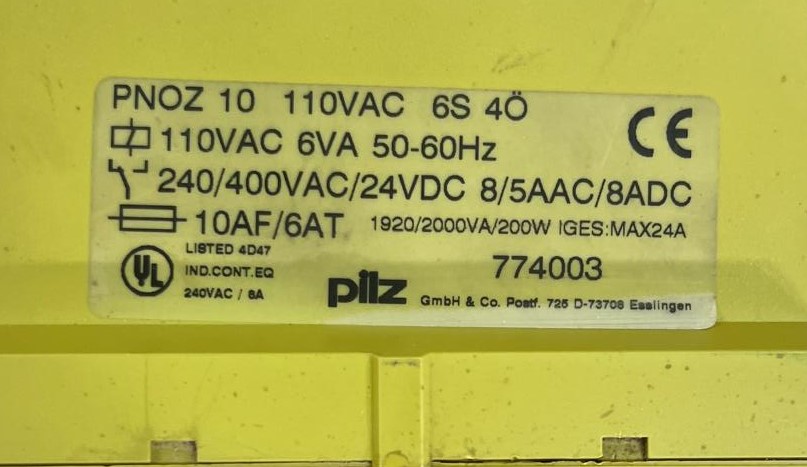 PNOZ 10 110VAC 6S 4Ö
CE
110VAC 6VA 50-60Hz
240/400VAC/24VDC 8/5AAC/8ADC
10AF/6AT 1920/2000VA/200W IGES:MAX24A
UL
LISTED 4D47
IND.CONT.EQ
240VAC / 8A
pilz
774003
GmbH & Co. Postf. 725 D-73708 Esslingen